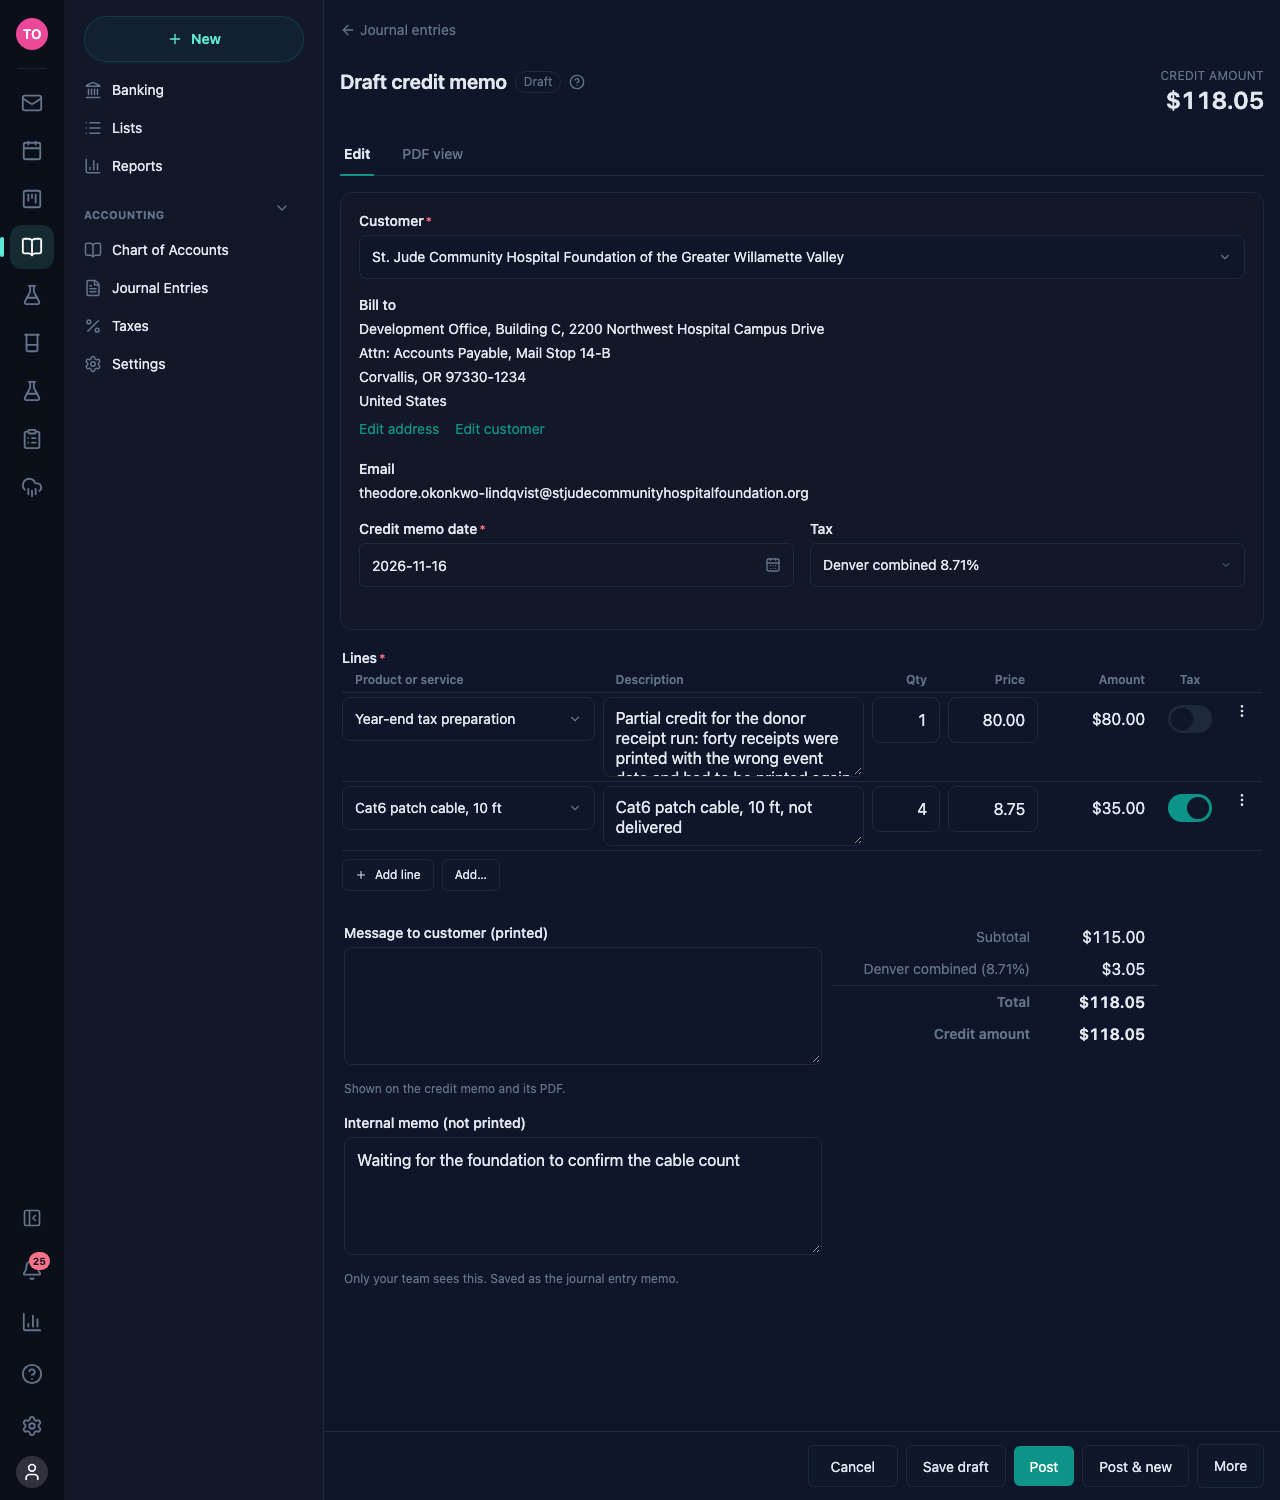 TO
New
Banking
Lists
Reports
ACCOUNTING
Chart of Accounts
Journal Entries
Taxes
Settings
25
Journal entries
Draft credit memo
Draft
CREDIT AMOUNT
$118.05
Edit
PDF view
Customer*
St. Jude Community Hospital Foundation of the Greater Willamette Valley
Bill to
Development Office, Building C, 2200 Northwest Hospital Campus Drive
Attn: Accounts Payable, Mail Stop 14-B
Corvallis, OR 97330-1234
United States
Edit address Edit customer
Email
theodore.okonkwo-lindqvist@stjudecommunityhospitalfoundation.org
Credit memo date* Tax
2026-11-16 Denver combined 8.71%
Lines*
Product or service Description Qty Price Amount Tax
Year-end tax preparation
Partial credit for the donor
receipt run: forty receipts were
printed with the wrong event
date and had to be printed again
1 80.00 $80.00
Cat6 patch cable, 10 ft
Cat6 patch cable, 10 ft, not
delivered
4 8.75 $35.00
Add line Add...
Message to customer (printed)
Shown on the credit memo and its PDF.
Subtotal $115.00
Denver combined (8.71%) $3.05
Total $118.05
Credit amount $118.05
Internal memo (not printed)
Waiting for the foundation to confirm the cable count
Only your team sees this. Saved as the journal entry memo.
Cancel Save draft Post Post & new More